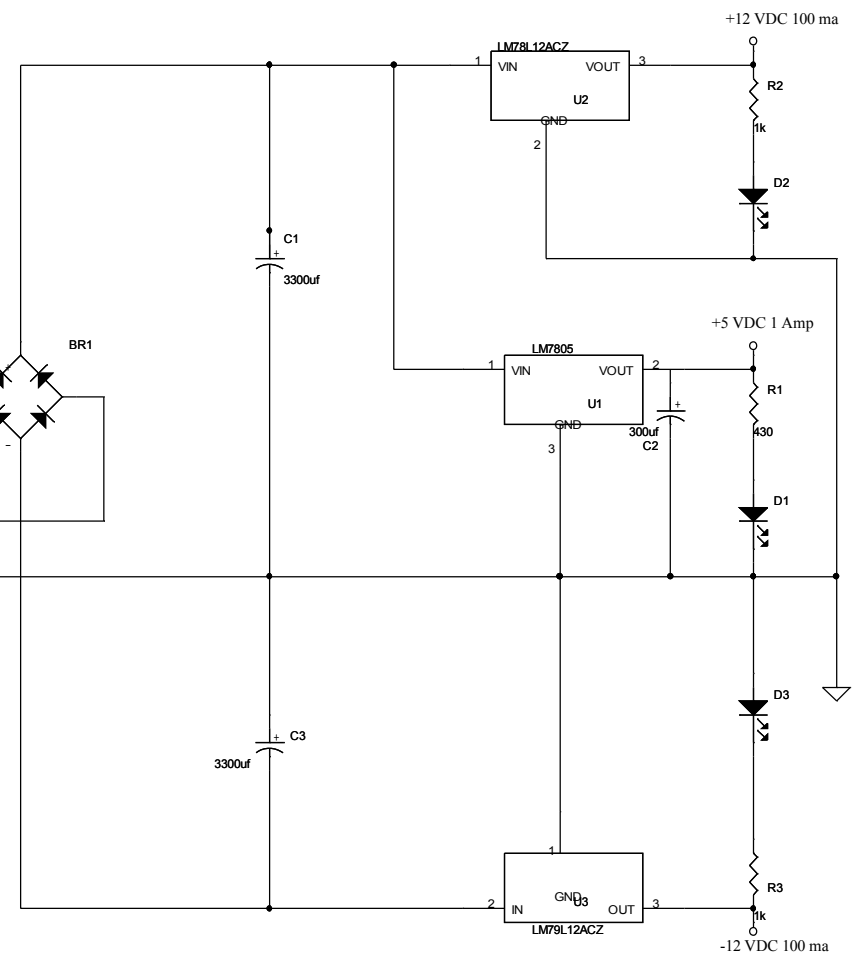 +12 VDC 100 ma
LM78L12ACZ
1
VIN
VOUT
3
U2
GND
2
R2
1k
D2
C1
+
3300uf
BR1
+
-
+5 VDC 1 Amp
LM7805
1
VIN
VOUT
2
U1
GND
3
+
300uf
C2
R1
430
D1
D3
+
C3
3300uf
1
GND
U3
2
IN
OUT
3
LM79L12ACZ
R3
1k
-12 VDC 100 ma